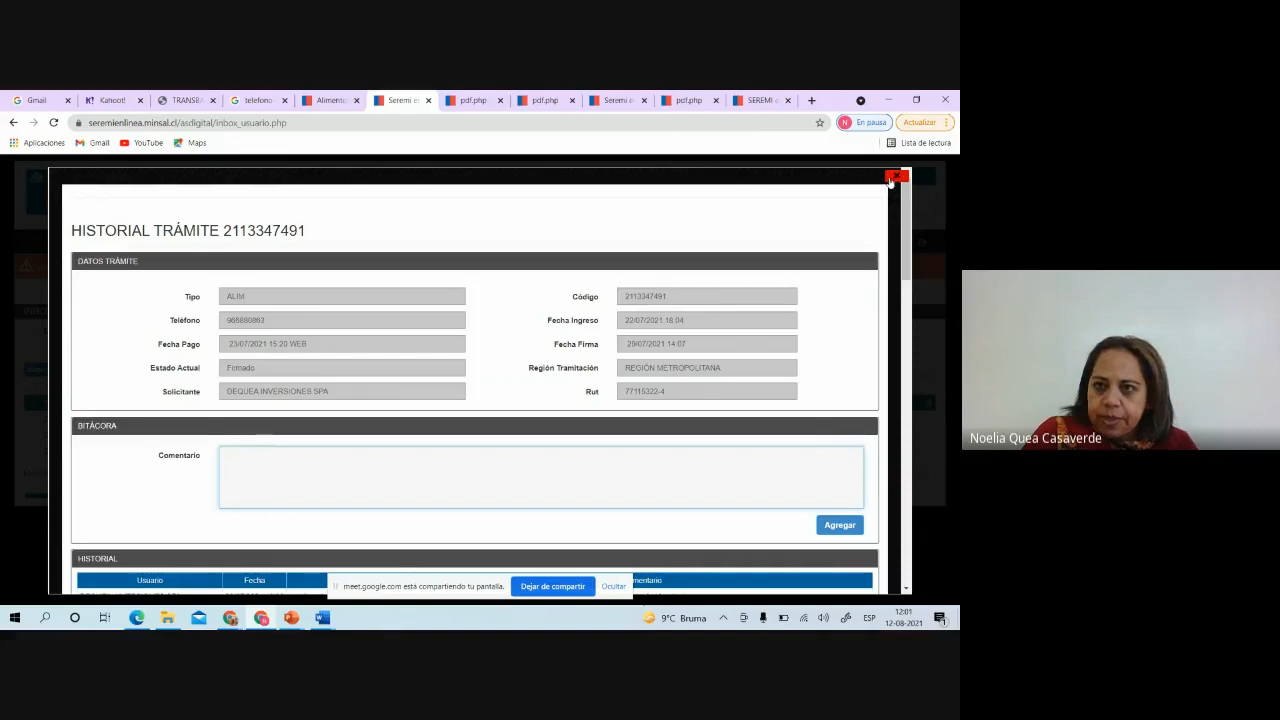 Gmail
Kahoot!
TRANSBA
telefono
Alimento
Seremi e
pdf.php
pdf.php
Seremi e
pdf.php
SEREMI e
seremienlinea.minsal.cl/asdigital/inbox_usuario.php
N En pausa
Actualizar
Aplicaciones
Gmail
YouTube
Maps
Lista de lectura
HISTORIAL TRÁMITE 2113347491
DATOS TRÁMITE
Tipo ALIM Código 2113347491
Teléfono 966880863 Fecha Ingreso 22/07/2021 18:04
Fecha Pago 23/07/2021 15:20 WEB Fecha Firma 29/07/2021 14:07
Estado Actual Firmado Región Tramitación REGIÓN METROPOLITANA
Solicitante DEQUEA INVERSIONES SPA Rut 77115322-4
BITÁCORA
Comentario
Agregar
HISTORIAL
Usuario Fecha mentario
meet.google.com está compartiendo tu pantalla. Dejar de compartir Ocultar
9°C Bruma
ESP
12:01
12-08-2021
Noelia Quea Casaverde